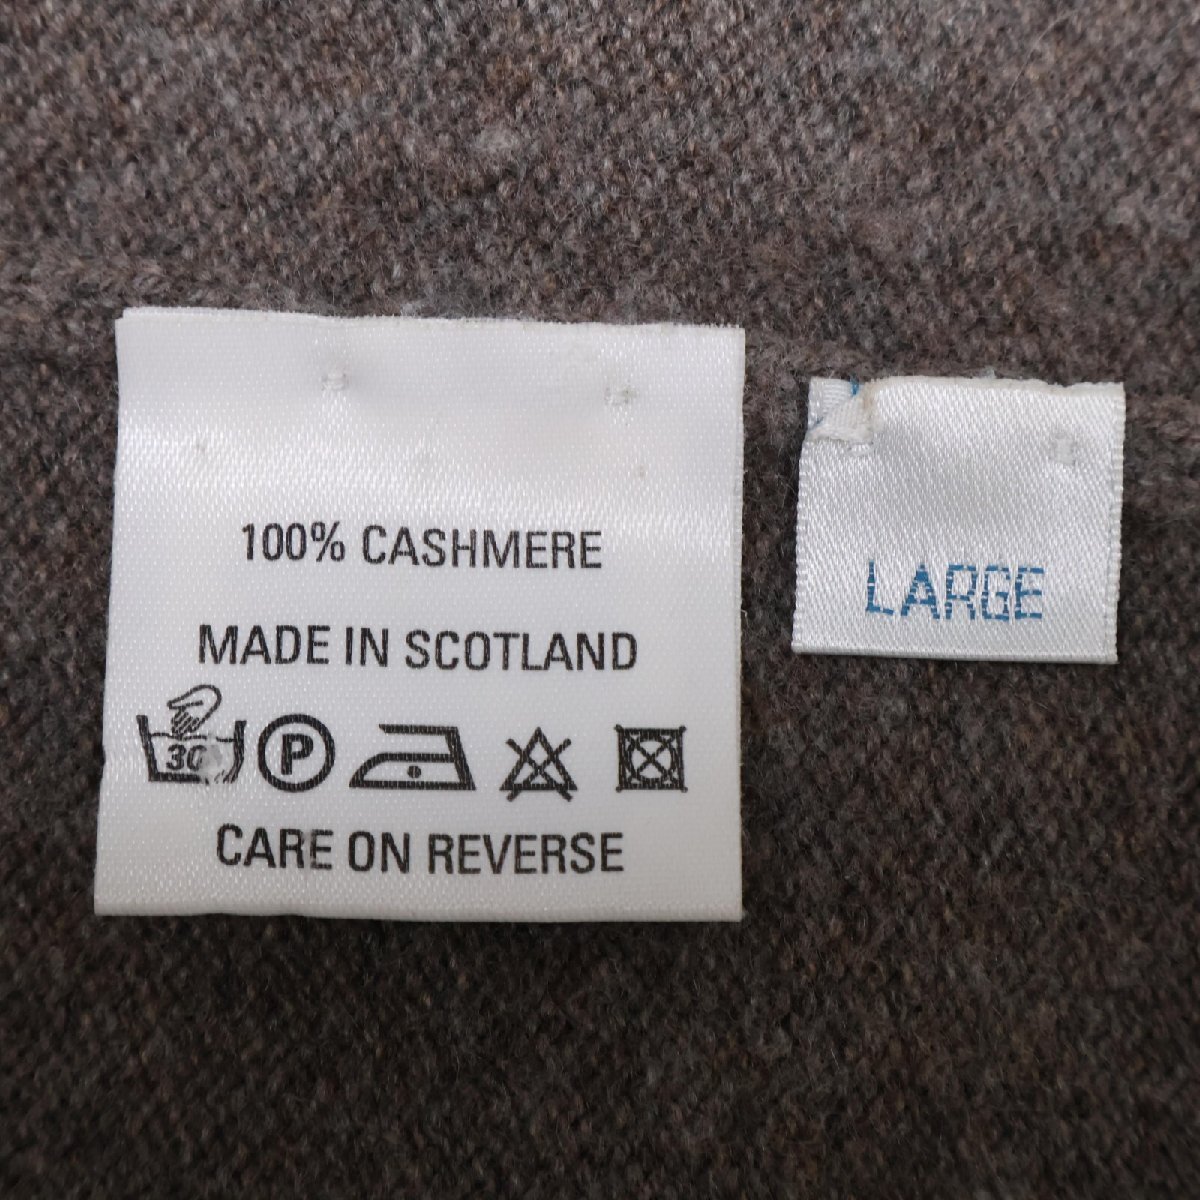 100% CASHMERE
MADE IN SCOTLAND
30 P
CARE ON REVERSE
LARGE